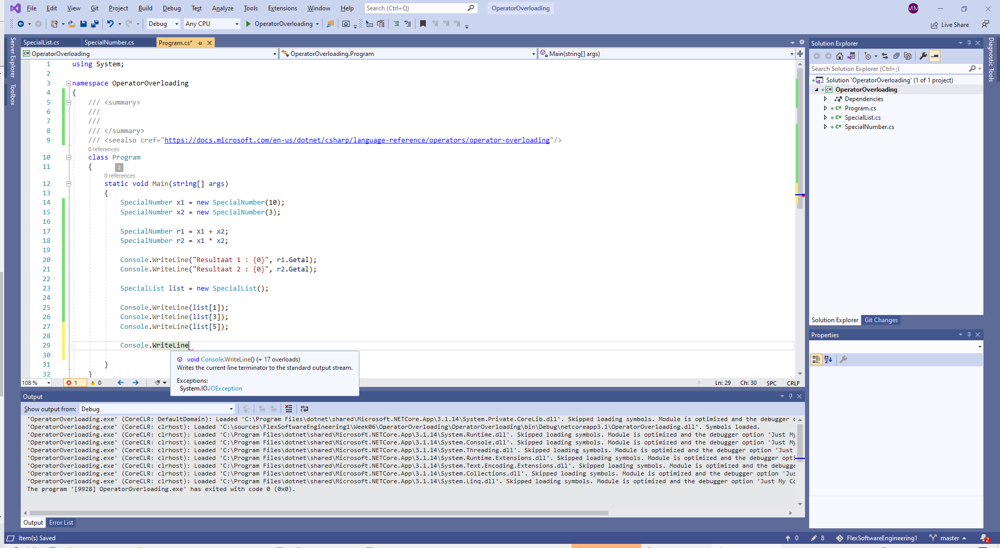 File Edit View Git Project Build Debug Test Analyze Tools Extensions Window Help Search (Ctrl+Q) OperatorOverloading MM
Debug Any CPU OperatorOverloading Live Share
Server Explorer
Toolbox
SpecialList.cs SpecialNumber.cs Program.cs*
C# OperatorOverloading OperatorOverloading.Program Main(string[] args)
1 using System;
2
3 namespace OperatorOverloading
4 {
5 /// <summary>
6 ///
7 ///
8 /// </summary>
9 /// <seealso cref="https://docs.microsoft.com/en-us/dotnet/csharp/language-reference/operators/operator-overloading"/>
0 references
10 class Program
11 {
2
0 references
12 static void Main(string[] args)
13 {
14 SpecialNumber x1 = new SpecialNumber(10);
15 SpecialNumber x2 = new SpecialNumber(3);
16
17 SpecialNumber r1 = x1 + x2;
18 SpecialNumber r2 = x1 * x2;
19
20 Console.WriteLine("Resultaat 1 : {0}", r1.Getal);
21 Console.WriteLine("Resultaat 2 : {0}", r2.Getal);
22
23 SpecialList list = new SpecialList();
24
25 Console.WriteLine(list[1]);
26 Console.WriteLine(list[3]);
27 Console.WriteLine(list[5]);
28
29 Console.WriteLine
30
31 }
32 }
void Console.WriteLine() (+ 17 overloads)
Writes the current line terminator to the standard output stream.
Exceptions:
System.IO.IOException
108 % 1 0 Ln: 29 Ch: 30 SPC CRLF
Output
Show output from: Debug
'OperatorOverloading.exe' (CoreCLR: DefaultDomain): Loaded 'C:\Program Files\dotnet\shared\Microsoft.NETCore.App\3.1.14\System.Private.CoreLib.dll'. Skipped loading symbols. Module is optimized and the debugger
'OperatorOverloading.exe' (CoreCLR: clrhost): Loaded 'C:\sources\FlexSoftwareEngineering1\Week06\OperatorOverloading\OperatorOverloading\bin\Debug\netcoreapp3.1\OperatorOverloading.dll'. Symbols loaded.
'OperatorOverloading.exe' (CoreCLR: clrhost): Loaded 'C:\Program Files\dotnet\shared\Microsoft.NETCore.App\3.1.14\System.Runtime.dll'. Skipped loading symbols. Module is optimized and the debugger option 'Just My
'OperatorOverloading.exe' (CoreCLR: clrhost): Loaded 'C:\Program Files\dotnet\shared\Microsoft.NETCore.App\3.1.14\System.Console.dll'. Skipped loading symbols. Module is optimized and the debugger option 'Just My
'OperatorOverloading.exe' (CoreCLR: clrhost): Loaded 'C:\Program Files\dotnet\shared\Microsoft.NETCore.App\3.1.14\System.Threading.dll'. Skipped loading symbols. Module is optimized and the debugger option 'Just
'OperatorOverloading.exe' (CoreCLR: clrhost): Loaded 'C:\Program Files\dotnet\shared\Microsoft.NETCore.App\3.1.14\System.Runtime.Extensions.dll'. Skipped loading symbols. Module is optimized and the debugger opti
'OperatorOverloading.exe' (CoreCLR: clrhost): Loaded 'C:\Program Files\dotnet\shared\Microsoft.NETCore.App\3.1.14\System.Text.Encoding.Extensions.dll'. Skipped loading symbols. Module is optimized and the debugge
'OperatorOverloading.exe' (CoreCLR: clrhost): Loaded 'C:\Program Files\dotnet\shared\Microsoft.NETCore.App\3.1.14\System.Collections.dll'. Skipped loading symbols. Module is optimized and the debugger option 'Jus
'OperatorOverloading.exe' (CoreCLR: clrhost): Loaded 'C:\Program Files\dotnet\shared\Microsoft.NETCore.App\3.1.14\System.Linq.dll'. Skipped loading symbols. Module is optimized and the debugger option 'Just My Co
The program '[9928] OperatorOverloading.exe' has exited with code 0 (0x0).
Output Error List
Solution Explorer
Search Solution Explorer (Ctrl+;)
Solution 'OperatorOverloading' (1 of 1 project)
C# OperatorOverloading
Dependencies
C# Program.cs
C# SpecialList.cs
C# SpecialNumber.cs
Solution Explorer Git Changes
Properties
Diagnostic Tools
Item(s) Saved 0 8 FlexSoftwareEngineering1 master 2